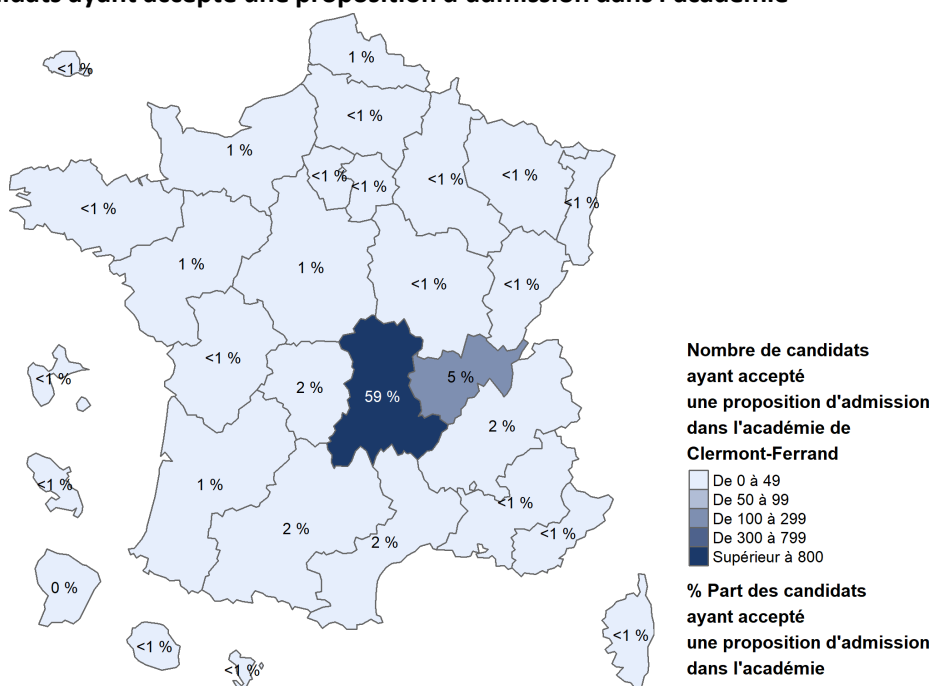 ayant accepté une proposition d'admission dans l'académie
1 %
<1 %
<1 %
1 %
<1 %
<1 %
<1 %
<1 %
<1 %
<1 %
1 %
1 %
<1 %
<1 %
<1 %
2 %
59 %
5 %
<1 %
2 %
<1 %
1 %
<1 %
2 %
2 %
<1 %
0 %
<1 %
<1 %
<1 %
Nombre de candidats
ayant accepté
une proposition d'admission
dans l'académie de
Clermont-Ferrand
De 0 à 49
De 50 à 99
De 100 à 299
De 300 à 799
Supérieur à 800
% Part des candidats
ayant accepté
une proposition d'admission
dans l'académie